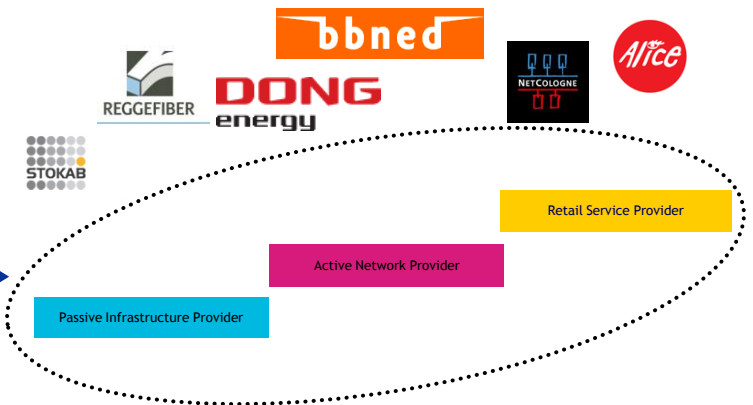 bbned
Alice
NETCOLOGNE
REGGEFIBER
DONG
energy
STOKAB
Retail Service Provider
Active Network Provider
Passive Infrastructure Provider